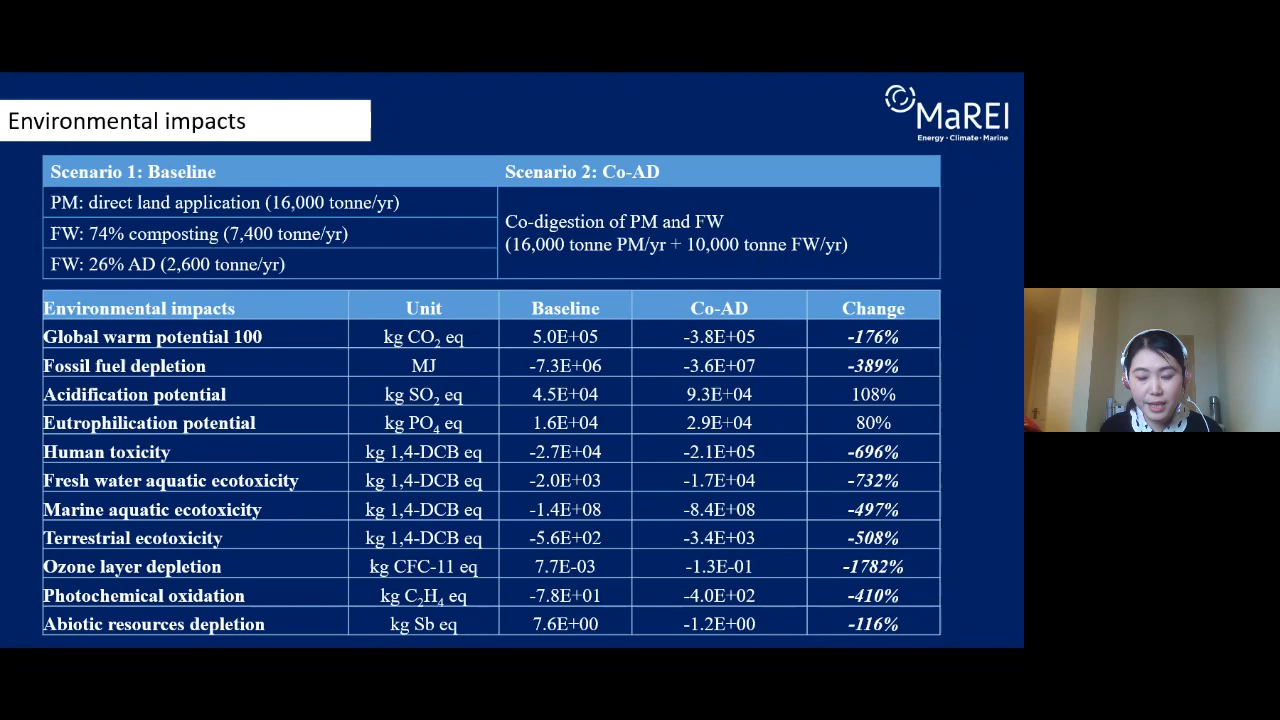 Environmental impacts
MaREI
Energy · Climate · Marine
Scenario 1: Baseline Scenario 2: Co-AD
PM: direct land application (16,000 tonne/yr)
FW: 74% composting (7,400 tonne/yr)
FW: 26% AD (2,600 tonne/yr)
Co-digestion of PM and FW
(16,000 tonne PM/yr + 10,000 tonne FW/yr)
Environmental impacts Unit Baseline Co-AD Change
Global warm potential 100 kg CO₂ eq 5.0E+05 -3.8E+05 -176%
Fossil fuel depletion MJ -7.3E+06 -3.6E+07 -389%
Acidification potential kg SO₂ eq 4.5E+04 9.3E+04 108%
Eutrophilication potential kg PO₄ eq 1.6E+04 2.9E+04 80%
Human toxicity kg 1,4-DCB eq -2.7E+04 -2.1E+05 -696%
Fresh water aquatic ecotoxicity kg 1,4-DCB eq -2.0E+03 -1.7E+04 -732%
Marine aquatic ecotoxicity kg 1,4-DCB eq -1.4E+08 -8.4E+08 -497%
Terrestrial ecotoxicity kg 1,4-DCB eq -5.6E+02 -3.4E+03 -508%
Ozone layer depletion kg CFC-11 eq 7.7E-03 -1.3E-01 -1782%
Photochemical oxidation kg C₂H₄ eq -7.8E+01 -4.0E+02 -410%
Abiotic resources depletion kg Sb eq 7.6E+00 -1.2E+00 -116%